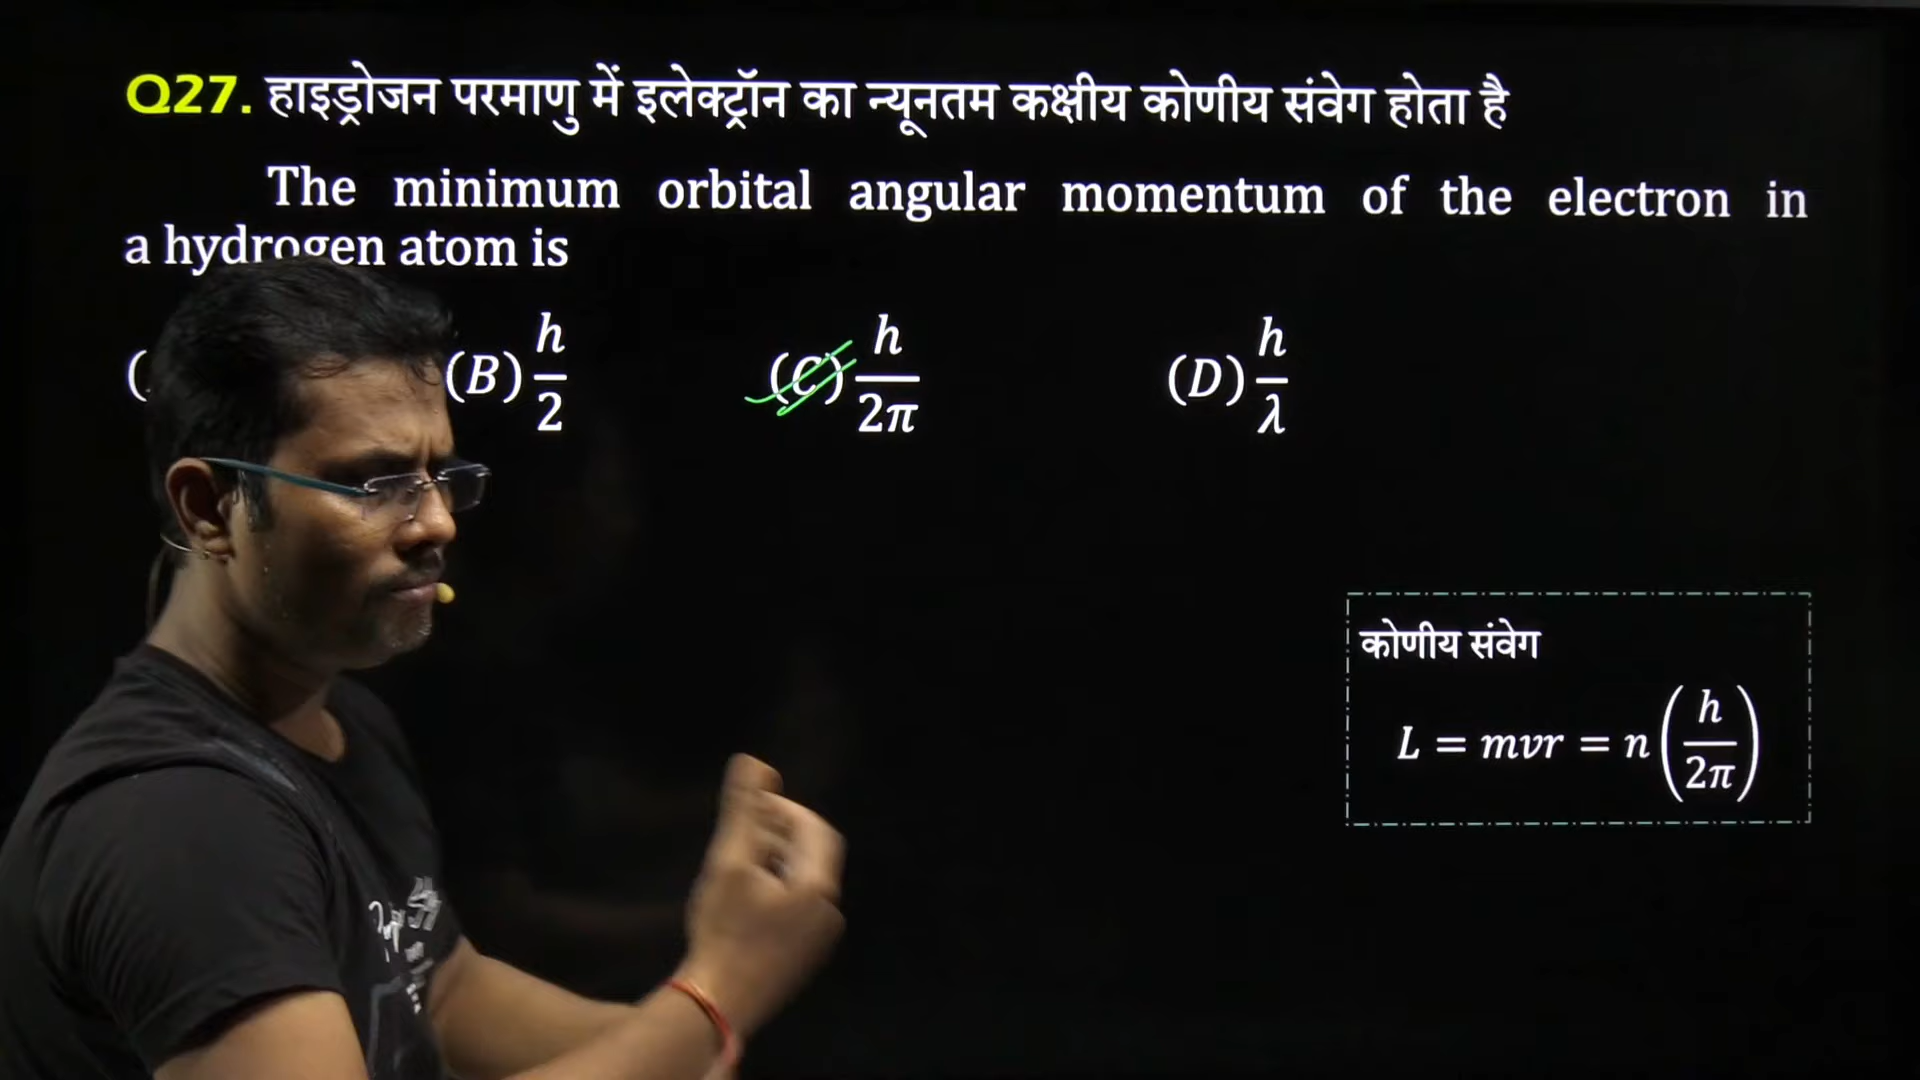 Q27. हाइड्रोजन परमाणु में इलेक्ट्रॉन का न्यूनतम कक्षीय कोणीय संवेग होता है
The minimum orbital angular momentum of the electron in
a hydrogen atom is
(B) h/2 (C) h/2π (D) h/λ
कोणीय संवेग
L = mvr = n(h/2π)